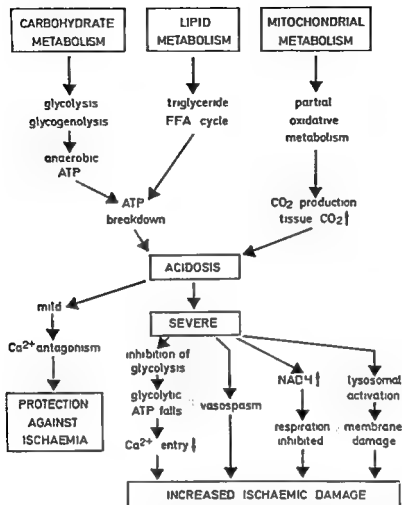 CARBOHYDRATE
METABOLISM
LIPID
METABOLISM
MITOCHONDRIAL
METABOLISM
glycolysis
glycogenolysis
anaerobic
ATP
triglyceride
FFA cycle
partial
oxidative
metabolism
ATP
breakdown
CO₂ production
tissue CO₂↑
ACIDOSIS
mild
Ca²⁺ antagonism
PROTECTION
AGAINST
ISCHAEMIA
SEVERE
inhibition of
glycolysis
glycolytic
ATP falls
Ca²⁺ entry↓
vasospasm
NADH↑
respiration
inhibited
lysosomal
activation
membrane
damage
INCREASED ISCHAEMIC DAMAGE